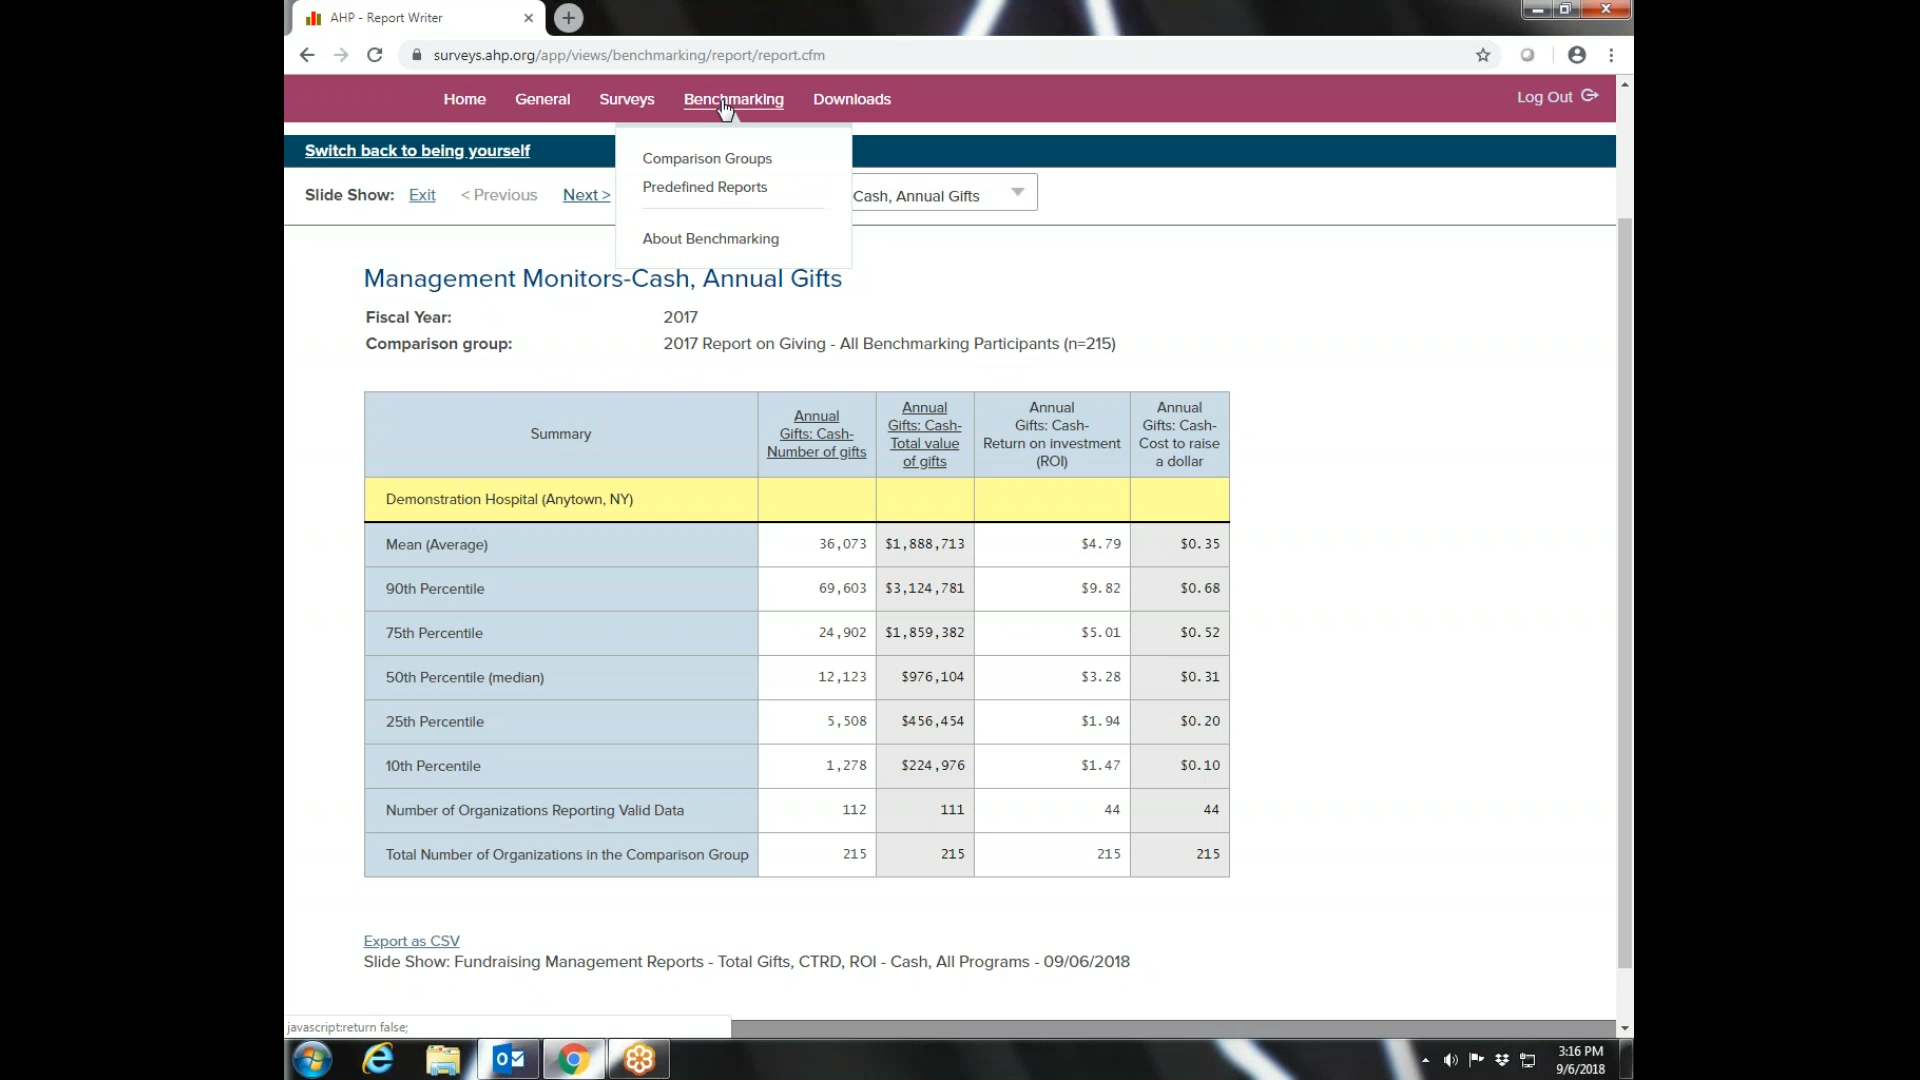 AHP - Report Writer
surveys.ahp.org/app/views/benchmarking/report/report.cfm
Home General Surveys Benchmarking Downloads Log Out
Switch back to being yourself
Comparison Groups
Predefined Reports
About Benchmarking
Slide Show: Exit < Previous Next > Cash, Annual Gifts
Management Monitors-Cash, Annual Gifts
Fiscal Year: 2017
Comparison group: 2017 Report on Giving - All Benchmarking Participants (n=215)
Summary
Annual
Gifts: Cash-
Number of gifts
Annual
Gifts: Cash-
Total value
of gifts
Annual
Gifts: Cash-
Return on investment
(ROI)
Annual
Gifts: Cash-
Cost to raise
a dollar
Demonstration Hospital (Anytown, NY)
Mean (Average) 36,073 $1,888,713 $4.79 $0.35
90th Percentile 69,603 $3,124,781 $9.82 $0.68
75th Percentile 24,902 $1,859,382 $5.01 $0.52
50th Percentile (median) 12,123 $976,104 $3.28 $0.31
25th Percentile 5,508 $456,454 $1.94 $0.20
10th Percentile 1,278 $224,976 $1.47 $0.10
Number of Organizations Reporting Valid Data 112 111 44 44
Total Number of Organizations in the Comparison Group 215 215 215 215
Export as CSV
Slide Show: Fundraising Management Reports - Total Gifts, CTRD, ROI - Cash, All Programs - 09/06/2018
javascript:return false;
3:16 PM
9/6/2018